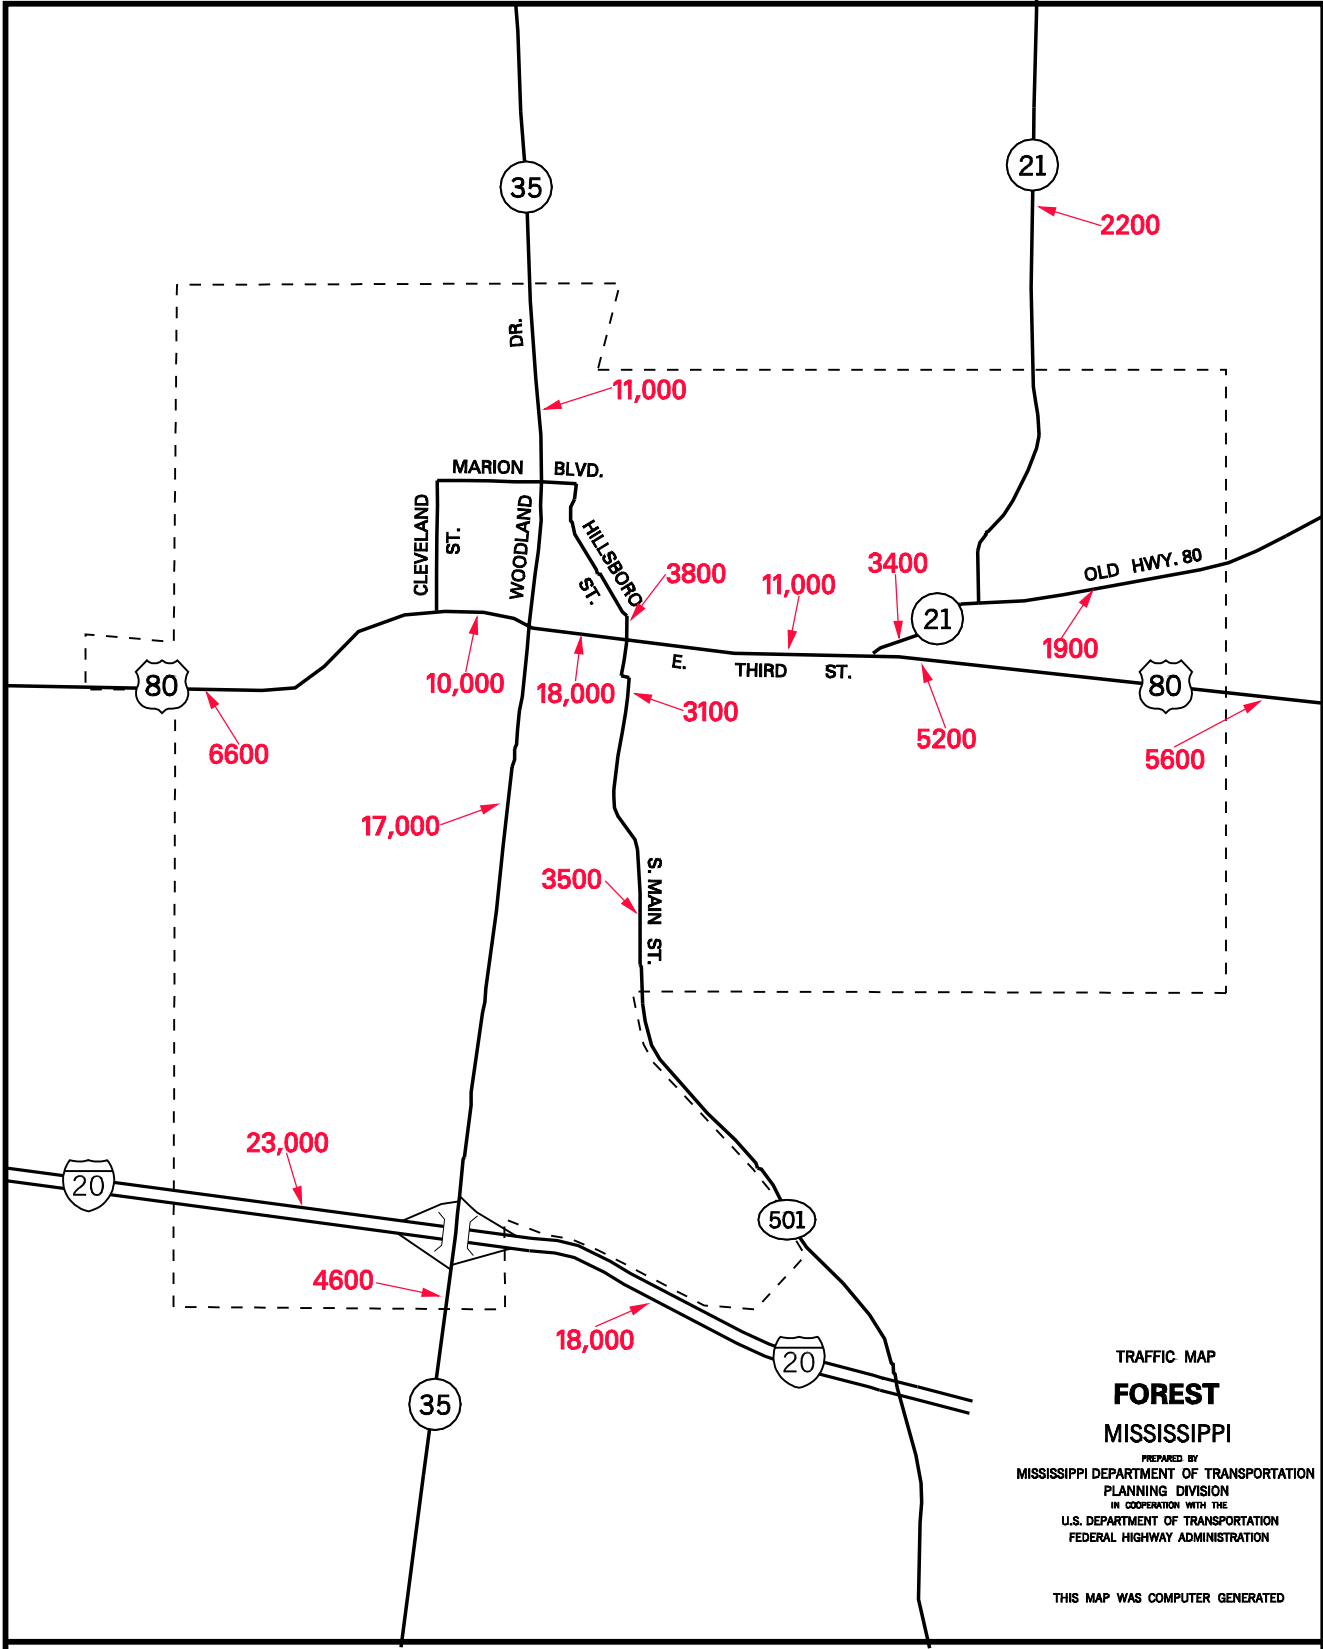 35
21
2200
DR.
11,000
MARION BLVD.
CLEVELAND ST.
WOODLAND
HILLSBORO ST.
3800
11,000
3400
OLD HWY. 80
21
1900
E. THIRD ST.
80
10,000
18,000
3100
80
6600
5200
5600
17,000
3500
S. MAIN ST.
23,000
20
501
4600
18,000
20
35
TRAFFIC MAP
FOREST
MISSISSIPPI
PREPARED BY
MISSISSIPPI DEPARTMENT OF TRANSPORTATION
PLANNING DIVISION
IN COOPERATION WITH THE
U.S. DEPARTMENT OF TRANSPORTATION
FEDERAL HIGHWAY ADMINISTRATION
THIS MAP WAS COMPUTER GENERATED